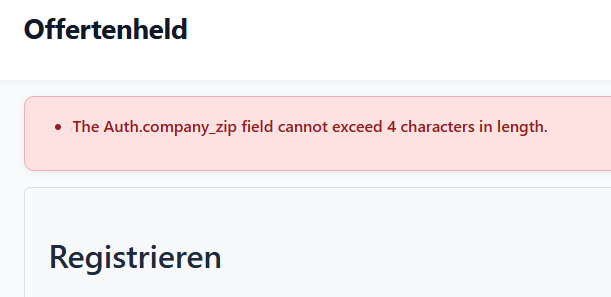 Offertenheld
The Auth.company_zip field cannot exceed 4 characters in length.
Registrieren